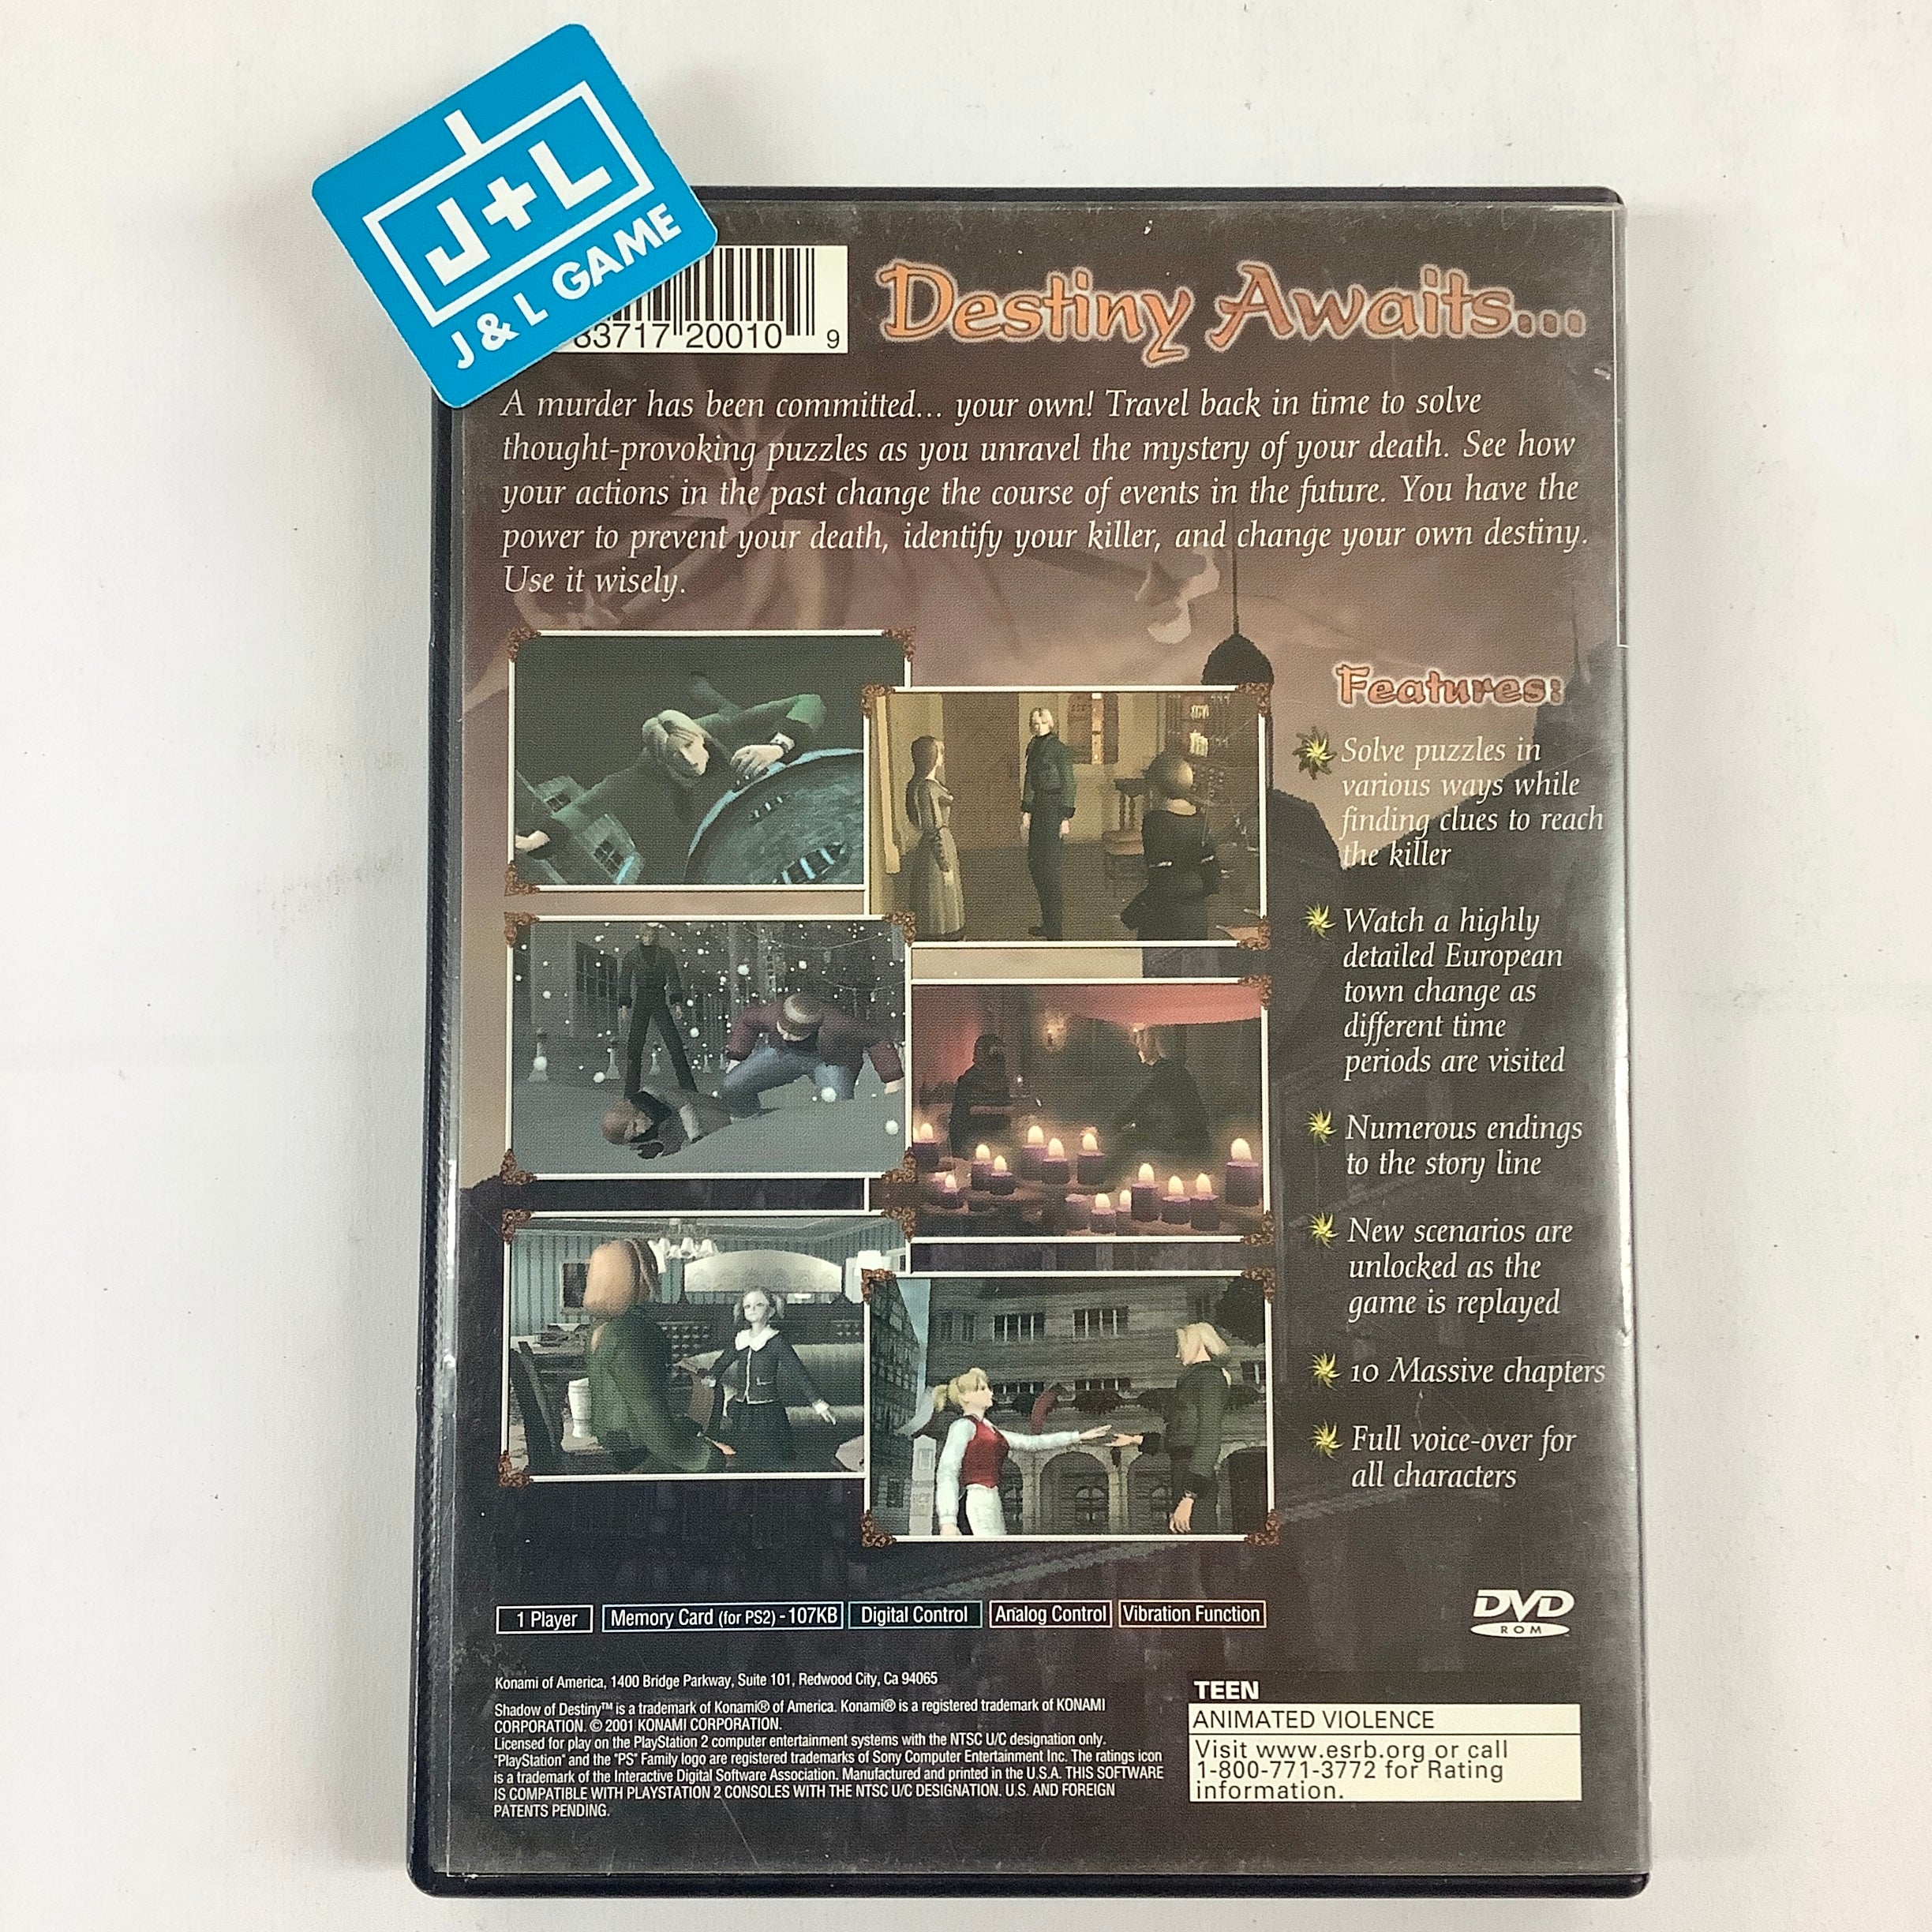 J+L
J & L GAME
83717 20010 9
Destiny Awaits...
A murder has been committed... your own! Travel back in time to solve
thought-provoking puzzles as you unravel the mystery of your death. See how
your actions in the past change the course of events in the future. You have the
power to prevent your death, identify your killer, and change your own destiny.
Use it wisely.
Features:
Solve puzzles in
various ways while
finding clues to reach
the killer
Watch a highly
detailed European
town change as
different time
periods are visited
Numerous endings
to the story line
New scenarios are
unlocked as the
game is replayed
10 Massive chapters
Full voice-over for
all characters
1 Player
Memory Card (for PS2) - 107KB
Digital Control
Analog Control
Vibration Function
DVD
ROM
Konami of America, 1400 Bridge Parkway, Suite 101, Redwood City, Ca 94065
Shadow of Destiny™ is a trademark of Konami® of America. Konami® is a registered trademark of KONAMI
CORPORATION. © 2001 KONAMI CORPORATION.
Licensed for play on the PlayStation 2 computer entertainment systems with the NTSC U/C designation only.
"PlayStation" and the "PS" Family logo are registered trademarks of Sony Computer Entertainment Inc. The ratings icon
is a trademark of the Interactive Digital Software Association. Manufactured and printed in the U.S.A. THIS SOFTWARE
IS COMPATIBLE WITH PLAYSTATION 2 CONSOLES WITH THE NTSC U/C DESIGNATION. U.S. AND FOREIGN
PATENTS PENDING.
TEEN
ANIMATED VIOLENCE
Visit www.esrb.org or call
1-800-771-3772 for Rating
information.